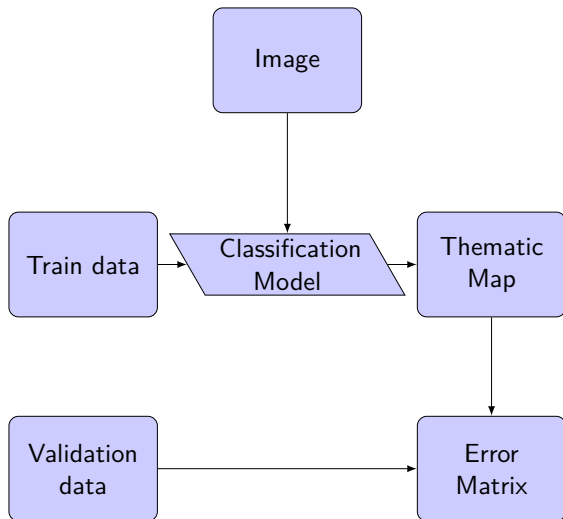 Image
Train data
Classification
Model
Thematic
Map
Validation
data
Error
Matrix